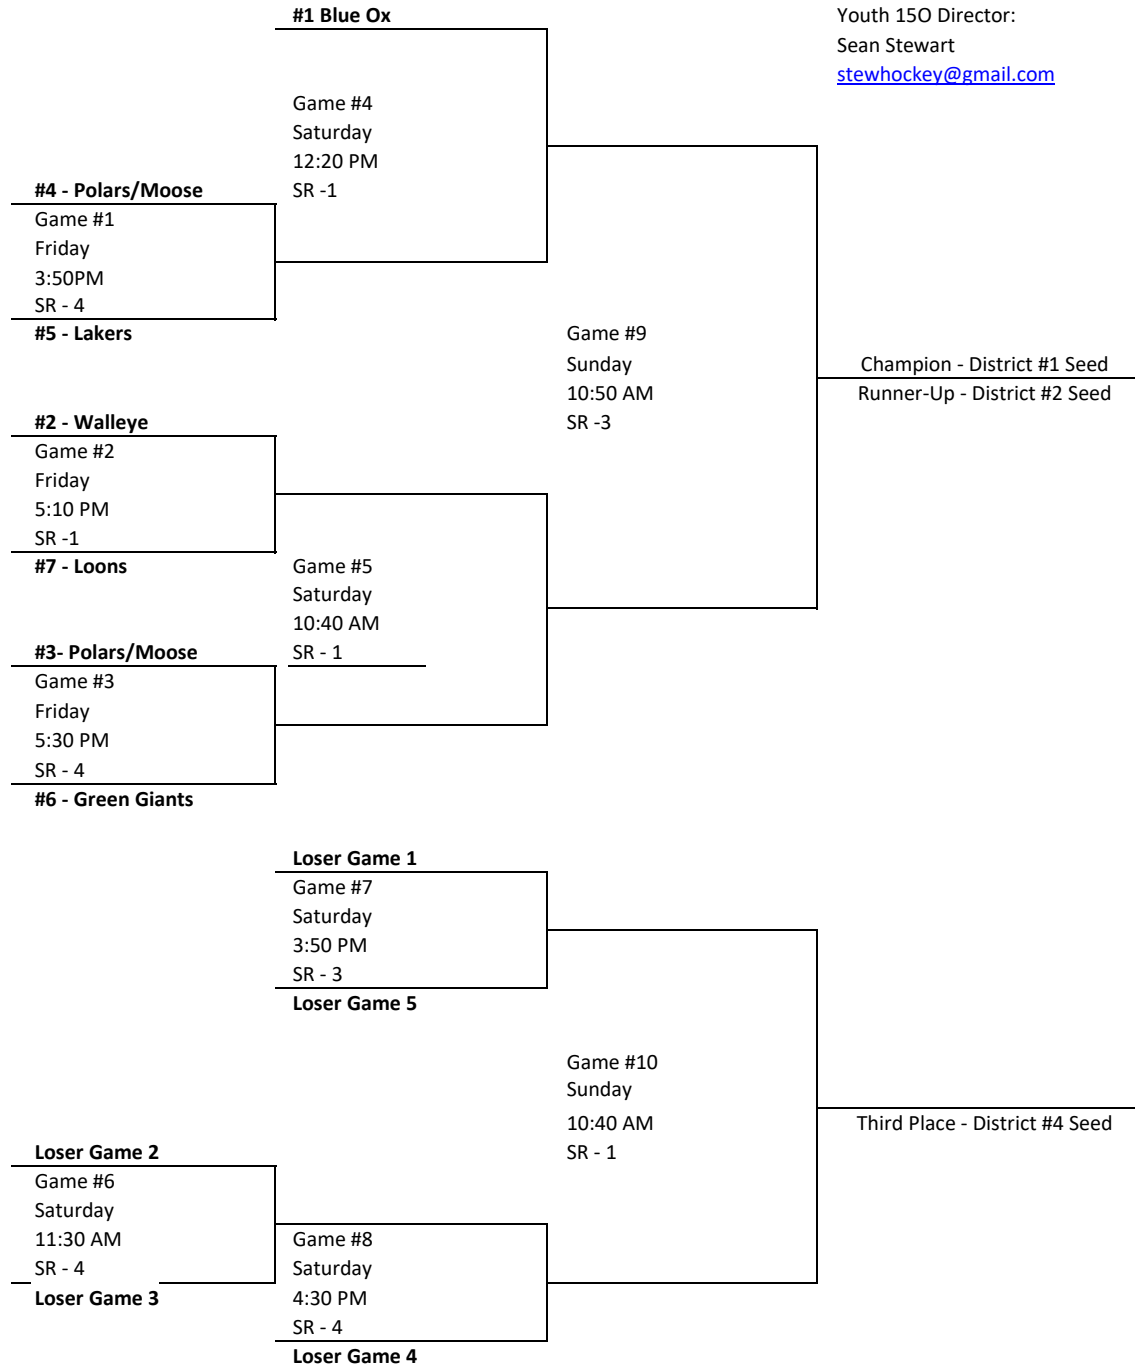 #1 Blue Ox
Youth 15O Director:
Sean Stewart
stewhockey@gmail.com
Game #4
Saturday
12:20 PM
SR -1
#4 - Polars/Moose
Game #1
Friday
3:50PM
SR - 4
#5 - Lakers
Game #9
Sunday
10:50 AM
SR -3
Champion - District #1 Seed
Runner-Up - District #2 Seed
#2 - Walleye
Game #2
Friday
5:10 PM
SR -1
#7 - Loons
Game #5
Saturday
10:40 AM
SR - 1
#3- Polars/Moose
Game #3
Friday
5:30 PM
SR - 4
#6 - Green Giants
Loser Game 1
Game #7
Saturday
3:50 PM
SR - 3
Loser Game 5
Game #10
Sunday
10:40 AM
SR - 1
Third Place - District #4 Seed
Loser Game 2
Game #6
Saturday
11:30 AM
SR - 4
Loser Game 3
Game #8
Saturday
4:30 PM
SR - 4
Loser Game 4